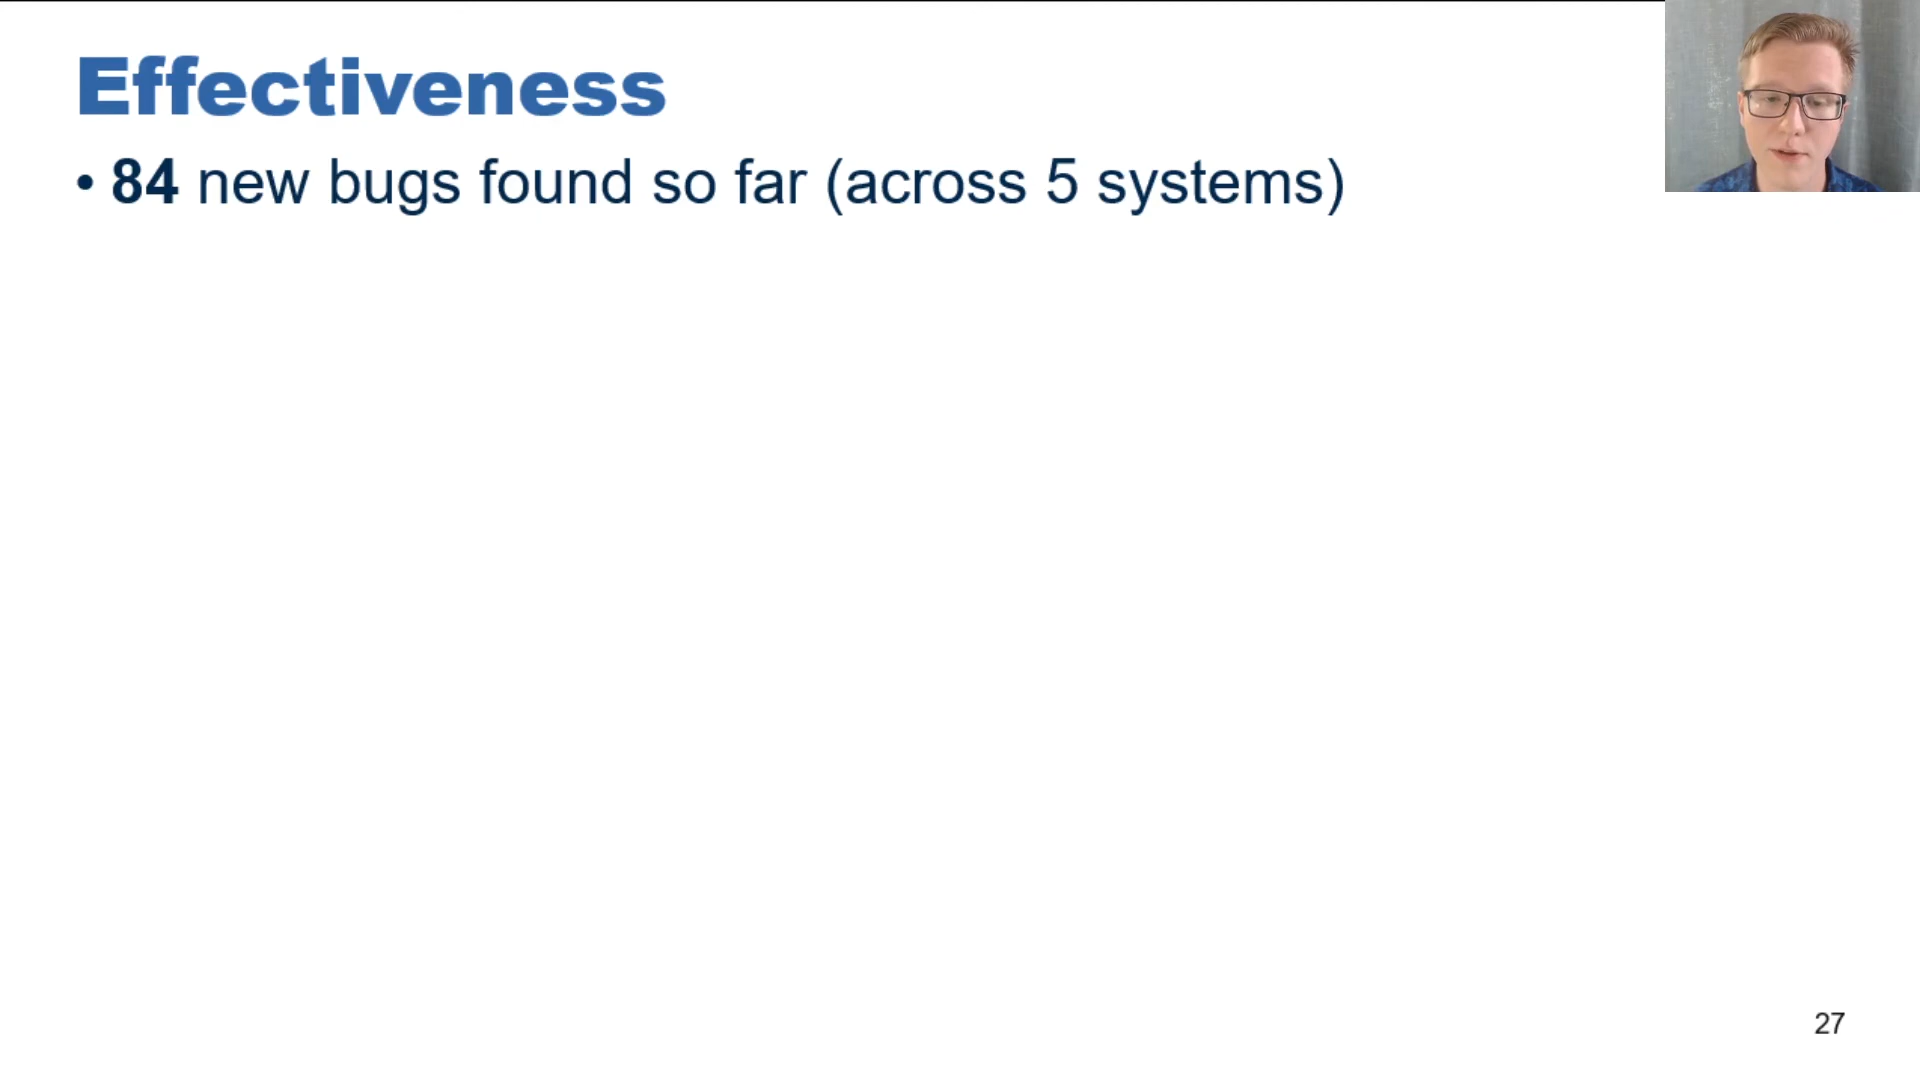 Effectiveness
• 84 new bugs found so far (across 5 systems)
27